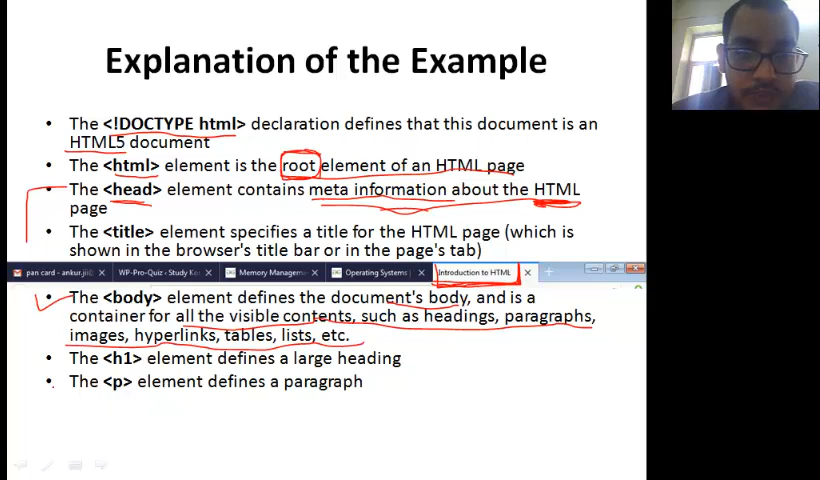 Explanation of the Example
• The <!DOCTYPE html> declaration defines that this document is an
HTML5 document
• The <html> element is the root element of an HTML page
• The <head> element contains meta information about the HTML
page
• The <title> element specifies a title for the HTML page (which is
shown in the browser's title bar or in the page's tab)
pan card - ankur.ji WP-Pro-Quiz - Study Ko Memory Managem Operating Systems Introduction to HTML
• The <body> element defines the document's body, and is a
container for all the visible contents, such as headings, paragraphs,
images, hyperlinks, tables, lists, etc.
• The <h1> element defines a large heading
• The <p> element defines a paragraph